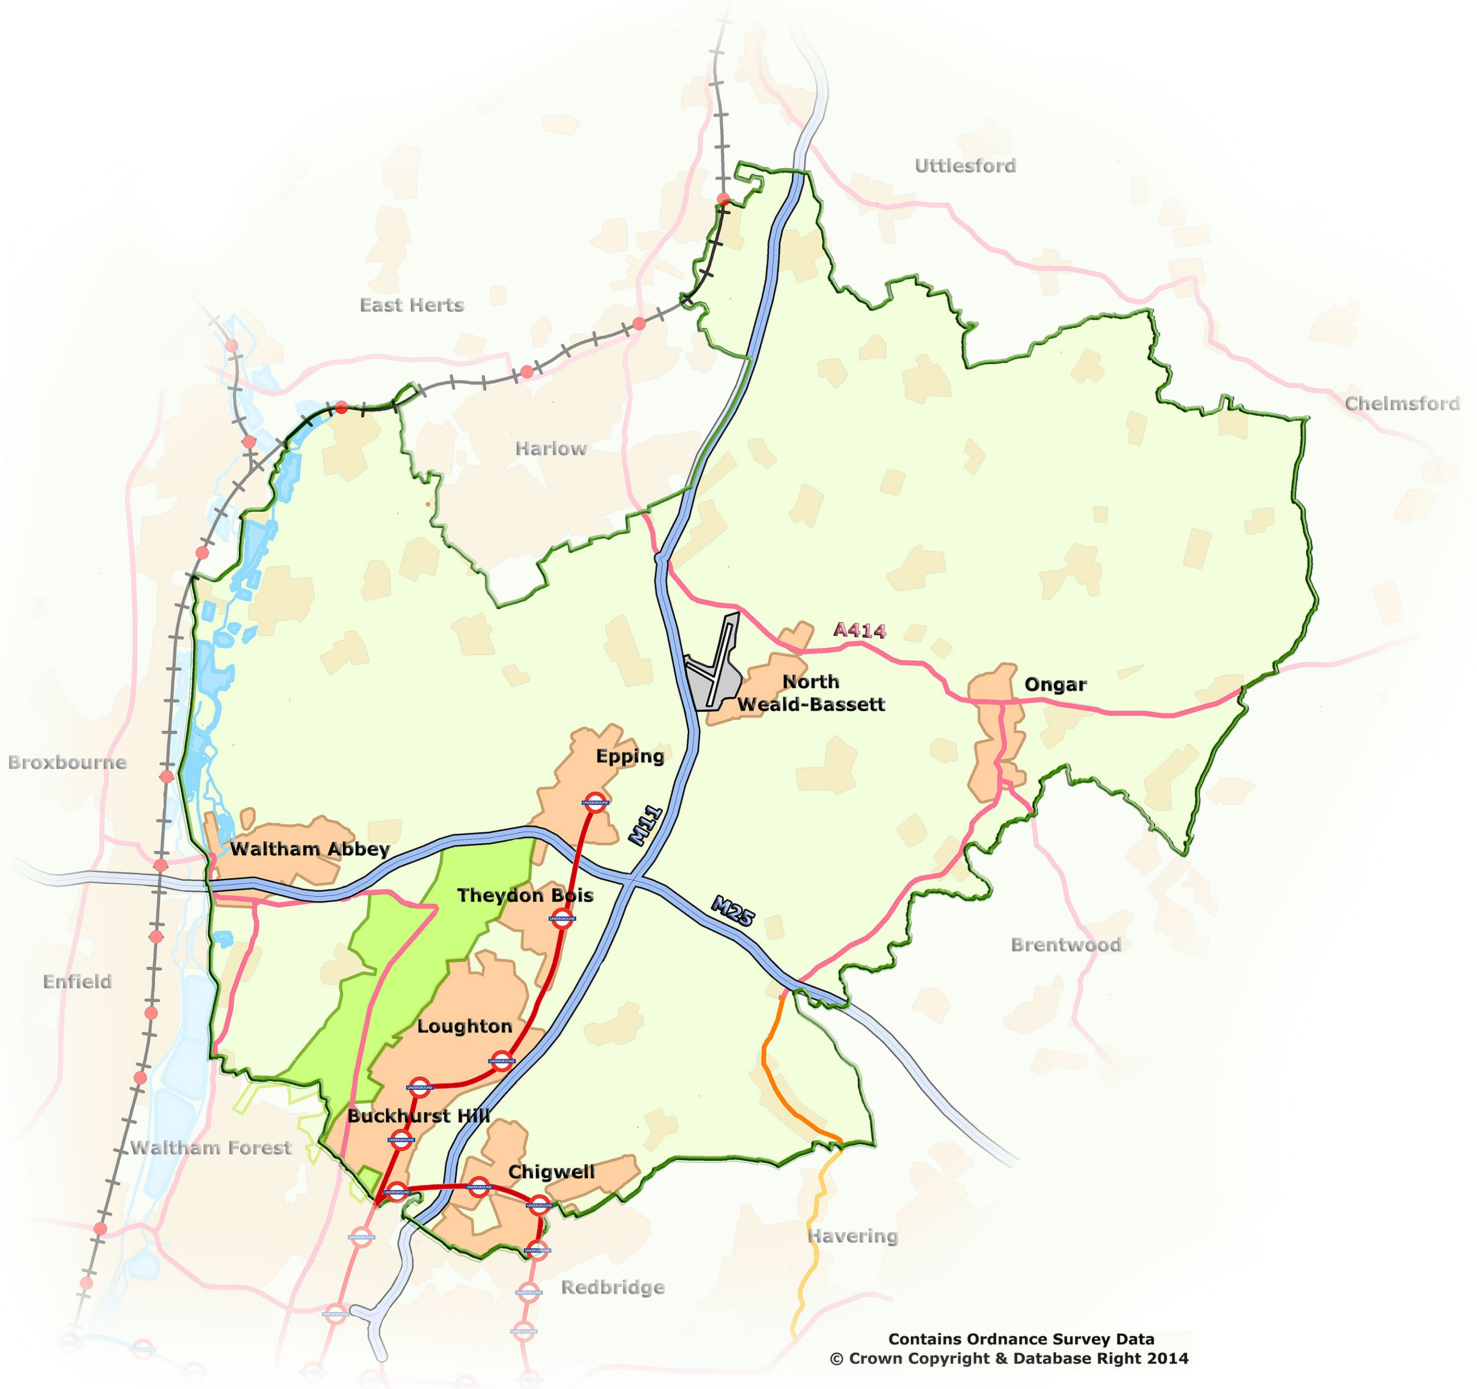 Uttlesford
East Herts
Chelmsford
Harlow
A414
North
Weald-Bassett
Ongar
Epping
Broxbourne
M11
Waltham Abbey
Theydon Bois
M25
Brentwood
Enfield
Loughton
Buckhurst Hill
Waltham Forest
Chigwell
Havering
Redbridge
Contains Ordnance Survey Data
© Crown Copyright & Database Right 2014